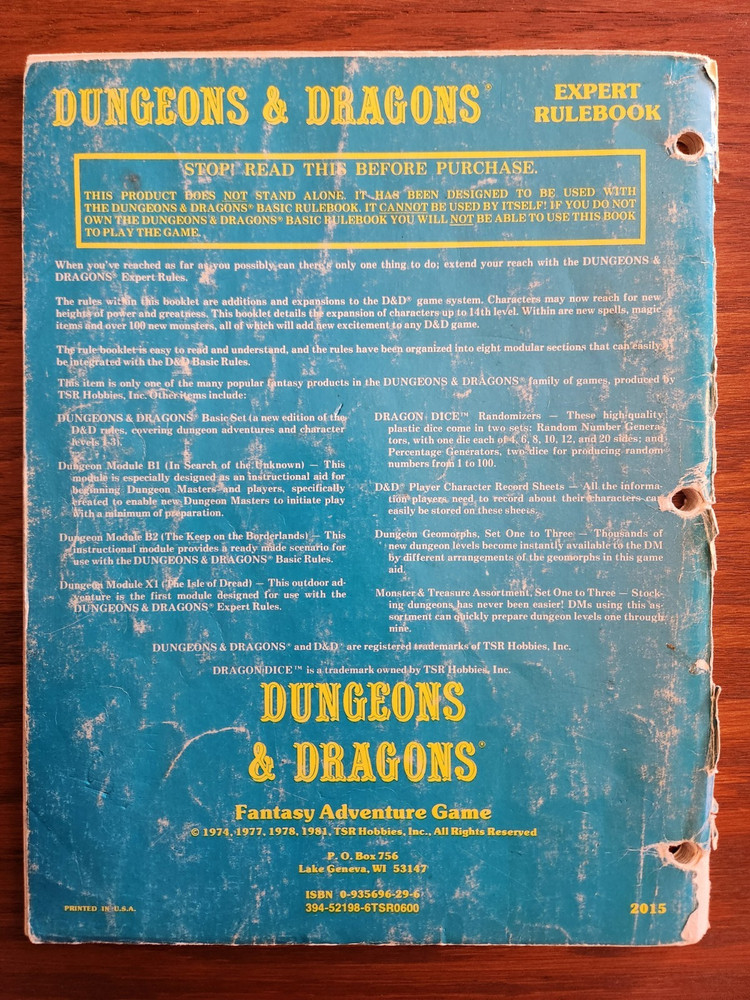 DUNGEONS & DRAGONS®
EXPERT
RULEBOOK
STOP! READ THIS BEFORE PURCHASE.
THIS PRODUCT DOES NOT STAND ALONE. IT HAS BEEN DESIGNED TO BE USED WITH
THE DUNGEONS & DRAGONS® BASIC RULEBOOK. IT CANNOT BE USED BY ITSELF! IF YOU DO NOT
OWN THE DUNGEONS & DRAGONS® BASIC RULEBOOK YOU WILL NOT BE ABLE TO USE THIS BOOK
TO PLAY THE GAME.
When you've reached as far as you possibly can there's only one thing to do; extend your reach with the DUNGEONS &
DRAGONS® Expert Rules.
The rules within this booklet are additions and expansions to the D&D® game system. Characters may now reach for new
heights of power and greatness. This booklet details the expansion of characters up to 14th level. Within are new spells, magic
items and over 100 new monsters, all of which will add new excitement to any D&D game.
The rule booklet is easy to read and understand, and the rules have been organized into eight modular sections that can easily
be integrated with the D&D Basic Rules.
This item is only one of the many popular fantasy products in the DUNGEONS & DRAGONS® family of games, produced by
TSR Hobbies, Inc. Other items include:
DUNGEONS & DRAGONS® Basic Set (a new edition of the
D&D rules, covering dungeon adventures and character
levels 1-3).
Dungeon Module B1 (In Search of the Unknown) — This
module is especially designed as an instructional aid for
beginning Dungeon Masters and players, specifically
created to enable new Dungeon Masters to initiate play
with a minimum of preparation.
Dungeon Module B2 (The Keep on the Borderlands) — This
instructional module provides a ready made scenario for
use with the DUNGEONS & DRAGONS® Basic Rules.
Dungeon Module X1 (The Isle of Dread) — This outdoor ad-
venture is the first module designed for use with the
DUNGEONS & DRAGONS® Expert Rules.
DRAGON DICE™ Randomizers — These high-quality
plastic dice come in two sets: Random Number Genera-
tors, with one die each of 4, 6, 8, 10, 12, and 20 sides; and
Percentage Generators, two dice for producing random
numbers from 1 to 100.
D&D® Player Character Record Sheets — All the informa-
tion players need to record about their characters can
easily be stored on these sheets.
Dungeon Geomorphs, Set One to Three — Thousands of
new dungeon levels become instantly available to the DM
by different arrangements of the geomorphs in this game
aid.
Monster & Treasure Assortment, Set One to Three — Stock-
ing dungeons has never been easier! DMs using this as-
sortment can quickly prepare dungeon levels one through
nine.
DUNGEONS & DRAGONS® and D&D® are registered trademarks of TSR Hobbies, Inc.
DRAGON DICE™ is a trademark owned by TSR Hobbies, Inc.
DUNGEONS
& DRAGONS®
Fantasy Adventure Game
© 1974, 1977, 1978, 1981, TSR Hobbies, Inc., All Rights Reserved
P. O. Box 756
Lake Geneva, WI 53147
ISBN 0-935696-29-6
394-52198-6TSR0600
PRINTED IN U.S.A.
2015